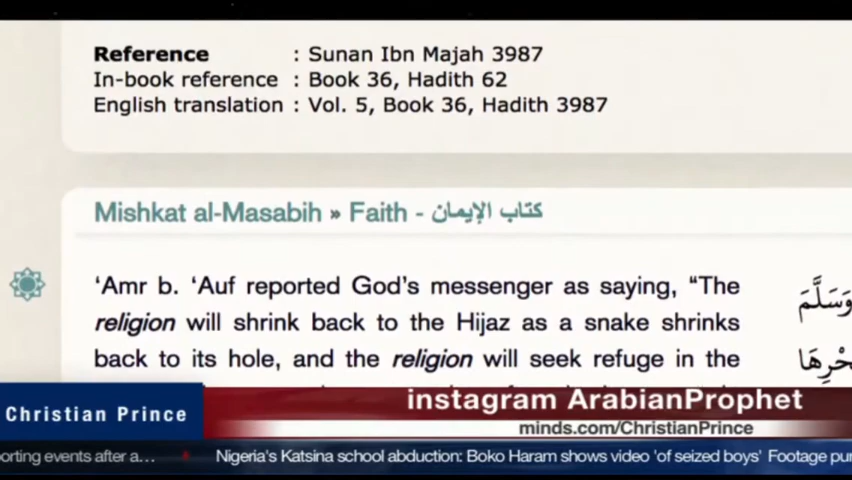 Reference : Sunan Ibn Majah 3987
In-book reference : Book 36, Hadith 62
English translation : Vol. 5, Book 36, Hadith 3987
Mishkat al-Masabih » Faith - كتاب الإيمان
‘Amr b. ‘Auf reported God’s messenger as saying, “The
religion will shrink back to the Hijaz as a snake shrinks
back to its hole, and the religion will seek refuge in the
وَسَلَّمَ
instagram ArabianProphet
Christian Prince
minds.com/ChristianPrince
orting events after a... Nigeria's Katsina school abduction: Boko Haram shows video 'of seized boys' Footage pur